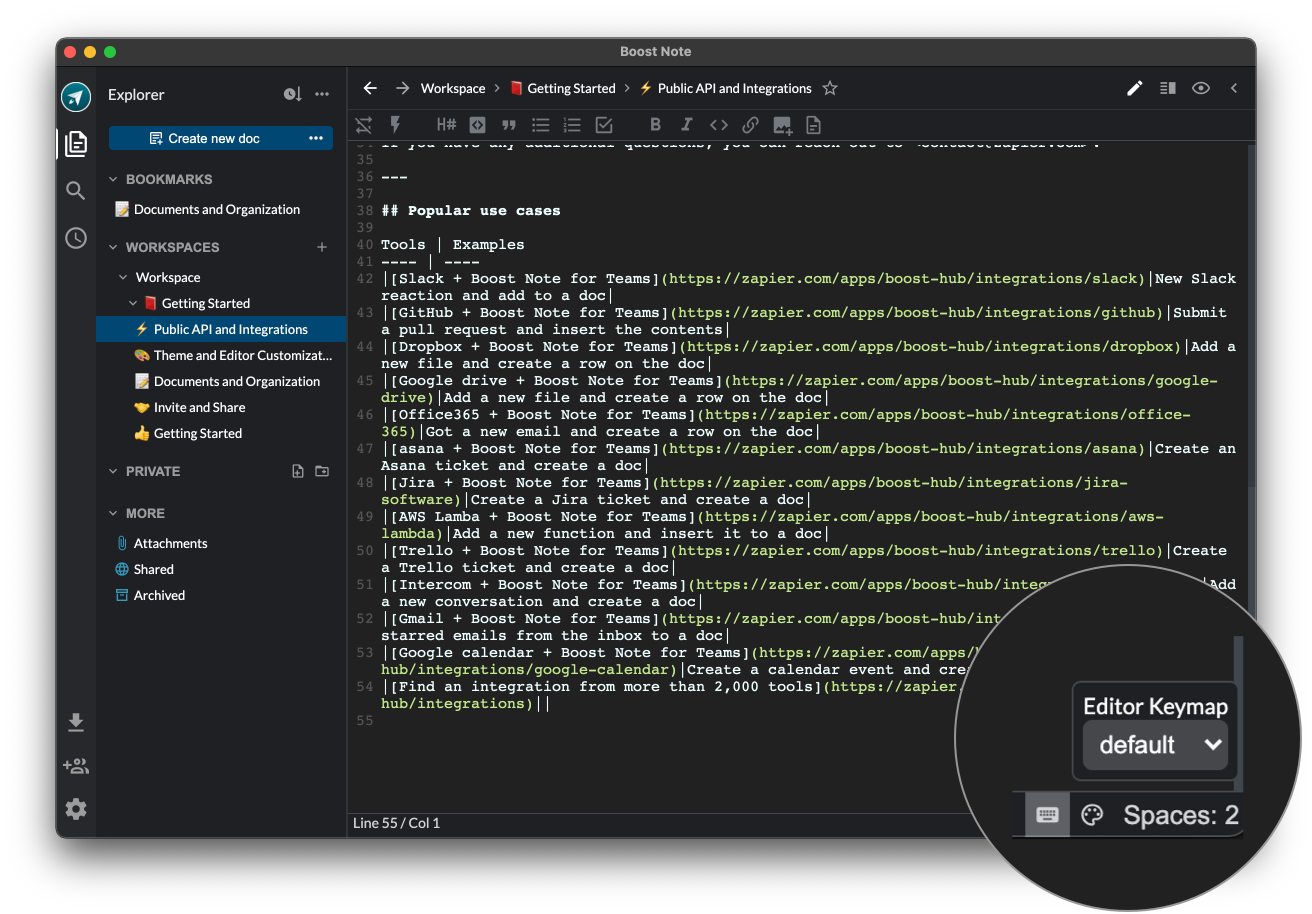 Boost Note
Explorer
Create new doc
BOOKMARKS
Documents and Organization
WORKSPACES
Workspace
Getting Started
Public API and Integrations
Theme and Editor Customizat...
Documents and Organization
Invite and Share
Getting Started
PRIVATE
MORE
Attachments
Shared
Archived
Workspace > Getting Started > Public API and Integrations
H#
B I
35
36 ---
37
38 ## Popular use cases
39
40 Tools | Examples
41 ---- | ----
42 |[Slack + Boost Note for Teams](https://zapier.com/apps/boost-hub/integrations/slack)|New Slack
reaction and add to a doc|
43 |[GitHub + Boost Note for Teams](https://zapier.com/apps/boost-hub/integrations/github)|Submit
a pull request and insert the contents|
44 |[Dropbox + Boost Note for Teams](https://zapier.com/apps/boost-hub/integrations/dropbox)|Add a
new file and create a row on the doc|
45 |[Google drive + Boost Note for Teams](https://zapier.com/apps/boost-hub/integrations/google-
drive)|Add a new file and create a row on the doc|
46 |[Office365 + Boost Note for Teams](https://zapier.com/apps/boost-hub/integrations/office-
365)|Got a new email and create a row on the doc|
47 |[asana + Boost Note for Teams](https://zapier.com/apps/boost-hub/integrations/asana)|Create an
Asana ticket and create a doc|
48 |[Jira + Boost Note for Teams](https://zapier.com/apps/boost-hub/integrations/jira-
software)|Create a Jira ticket and create a doc|
49 |[AWS Lamba + Boost Note for Teams](https://zapier.com/apps/boost-hub/integrations/aws-
lambda)|Add a new function and insert it to a doc|
50 |[Trello + Boost Note for Teams](https://zapier.com/apps/boost-hub/integrations/trello)|Create
a Trello ticket and create a doc|
51 |[Intercom + Boost Note for Teams](https://zapier.com/apps/boost-hub/integ |Add
a new conversation and create a doc|
52 |[Gmail + Boost Note for Teams](https://zapier.com/apps/boost-hub/int
starred emails from the inbox to a doc|
53 |[Google calendar + Boost Note for Teams](https://zapier.com/apps/
hub/integrations/google-calendar)|Create a calendar event and cre
54 |[Find an integration from more than 2,000 tools](https://zapier.
hub/integrations)||
55
Line 55 / Col 1
Editor Keymap
default
Spaces: 2